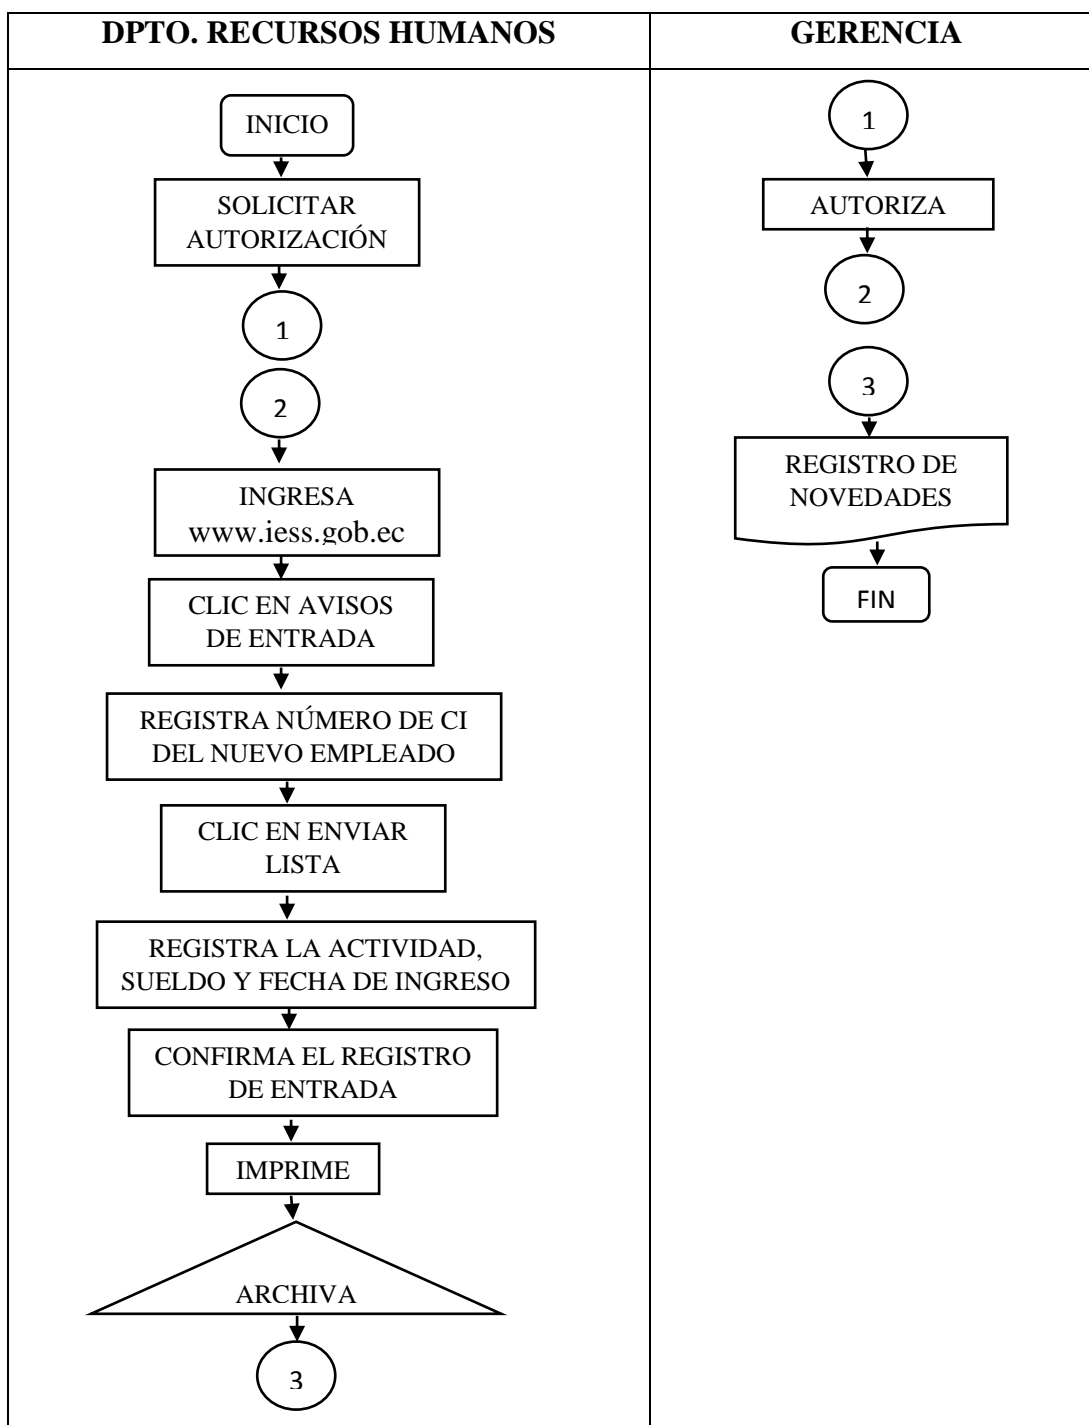 DPTO. RECURSOS HUMANOS
GERENCIA
INICIO
SOLICITAR
AUTORIZACIÓN
1
2
INGRESA
www.iess.gob.ec
CLIC EN AVISOS
DE ENTRADA
REGISTRA NÚMERO DE CI
DEL NUEVO EMPLEADO
CLIC EN ENVIAR
LISTA
REGISTRA LA ACTIVIDAD,
SUELDO Y FECHA DE INGRESO
CONFIRMA EL REGISTRO
DE ENTRADA
IMPRIME
ARCHIVA
3
1
AUTORIZA
2
3
REGISTRO DE
NOVEDADES
FIN